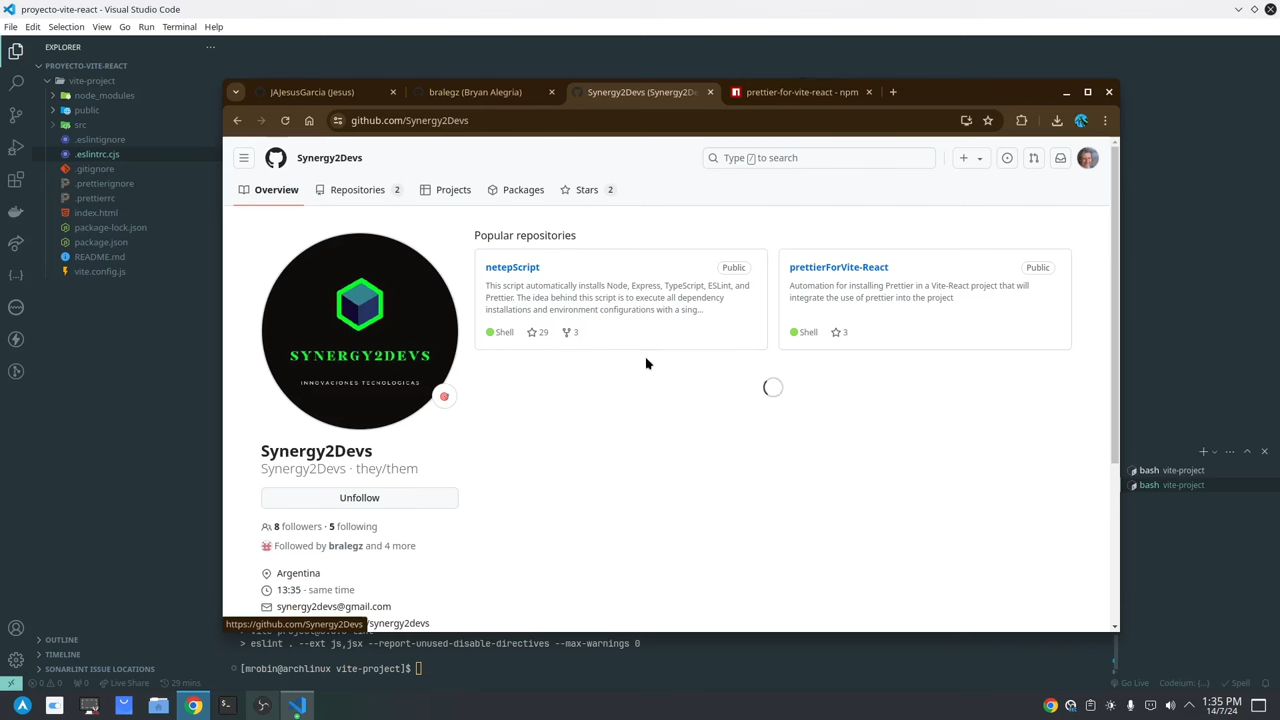 proyecto-vite-react - Visual Studio Code
File Edit Selection View Go Run Terminal Help
EXPLORER
PROYECTO-VITE-REACT
vite-project
node_modules
public
src
.eslintignore
.eslintrc.cjs
.gitignore
.prettierignore
.prettierrc
index.html
package-lock.json
package.json
README.md
vite.config.js
OUTLINE
TIMELINE
SONARLINT ISSUE LOCATIONS
JAJesusGarcia (Jesus) bralegz (Bryan Alegria) Synergy2Devs (Synergy2De prettier-for-vite-react - npm
github.com/Synergy2Devs
Synergy2Devs
Type / to search
Overview Repositories 2 Projects Packages Stars 2
SYNERGY2DEVS
INNOVACIONES TECNOLOGICAS
Synergy2Devs
Synergy2Devs · they/them
Unfollow
8 followers · 5 following
Followed by bralegz and 4 more
Argentina
13:35 - same time
synergy2devs@gmail.com
/synergy2devs
https://github.com/Synergy2Devs
Popular repositories
netepScript Public
This script automatically installs Node, Express, TypeScript, ESLint, and
Prettier. The idea behind this script is to execute all dependency
installations and environment configurations with a sing...
Shell 29 3
prettierForVite-React Public
Automation for installing Prettier in a Vite-React project that will
integrate the use of prettier into the project
Shell 3
bash vite-project
bash vite-project
> eslint . --ext js,jsx --report-unused-disable-directives --max-warnings 0
[mrobin@archlinux vite-project]$
0 0 0 Live Share 29 mins Go Live Codeium: {...} Spell
1:35 PM
14/7/24